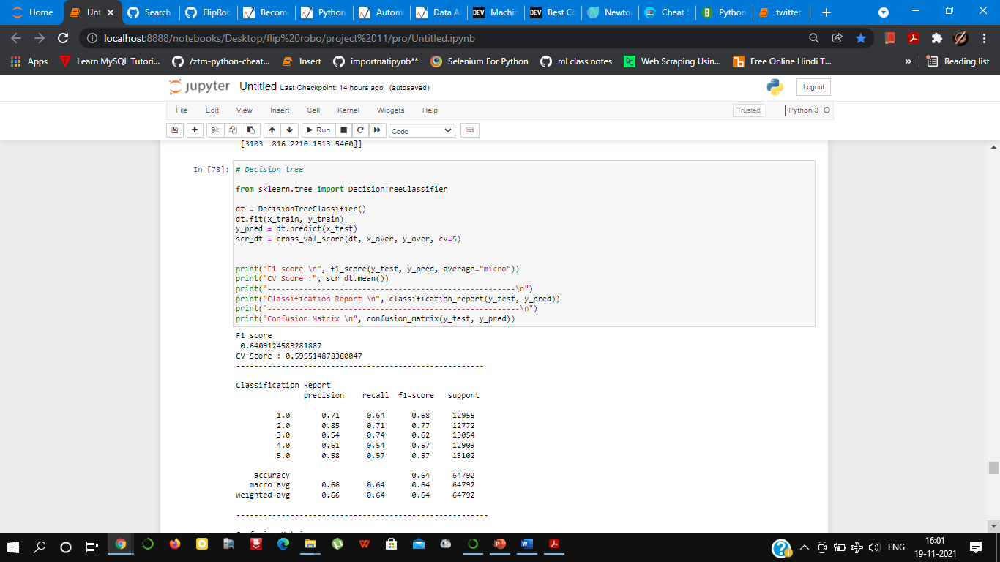 Home Unt Search FlipRob Becom Python Autom Data A Machin Best Co Newto Cheat S Python twitter
localhost:8888/notebooks/Desktop/flip%20robo/project%2011/pro/Untitled.ipynb
Apps Learn MySQL Tutori... /ztm-python-cheat... Insert importnatipynb** Selenium For Python ml class notes Web Scraping Usin... Free Online Hindi T... » Reading list
jupyter Untitled Last Checkpoint: 14 hours ago (autosaved) Logout
File Edit View Insert Cell Kernel Widgets Help Trusted Python 3
Run Code
[3103 816 2210 1513 5460]]
In [78]: # Decision tree
from sklearn.tree import DecisionTreeClassifier
dt = DecisionTreeClassifier()
dt.fit(x_train, y_train)
y_pred = dt.predict(x_test)
scr_dt = cross_val_score(dt, x_over, y_over, cv=5)
print("F1 score \n", f1_score(y_test, y_pred, average="micro"))
print("CV Score :", scr_dt.mean())
print("-------------------------------------------------------\n")
print("Classification Report \n", classification_report(y_test, y_pred))
print("--------------------------------------------------------\n")
print("Confusion Matrix \n", confusion_matrix(y_test, y_pred))
F1 score
0.6409124583281887
CV Score : 0.595514878380047
-------------------------------------------------------
Classification Report
precision recall f1-score support
1.0 0.71 0.64 0.68 12955
2.0 0.85 0.71 0.77 12772
3.0 0.54 0.74 0.62 13054
4.0 0.61 0.54 0.57 12909
5.0 0.58 0.57 0.57 13102
accuracy 0.64 64792
macro avg 0.66 0.64 0.64 64792
weighted avg 0.66 0.64 0.64 64792
--------------------------------------------------------
ENG 16:01
19-11-2021